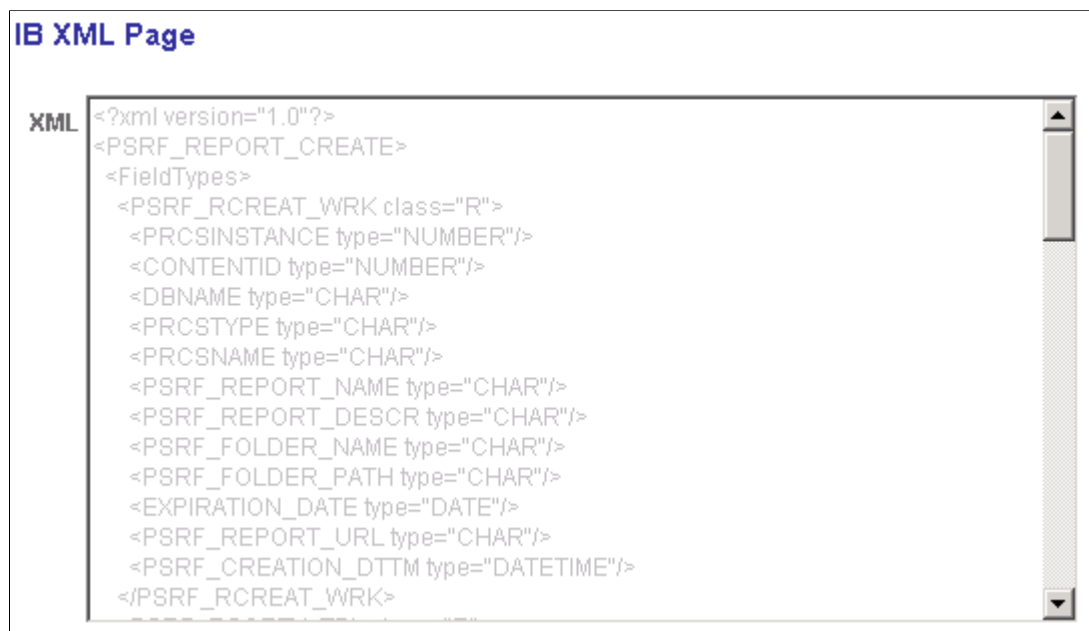 IB XML Page
XML
<?xml version="1.0"?>
<PSRF_REPORT_CREATE>
<FieldTypes>
<PSRF_RCREAT_WRK class="R">
<PRCSINSTANCE type="NUMBER"/>
<CONTENTID type="NUMBER"/>
<DBNAME type="CHAR"/>
<PRCSTYPE type="CHAR"/>
<PRCSNAME type="CHAR"/>
<PSRF_REPORT_NAME type="CHAR"/>
<PSRF_REPORT_DESCR type="CHAR"/>
<PSRF_FOLDER_NAME type="CHAR"/>
<PSRF_FOLDER_PATH type="CHAR"/>
<EXPIRATION_DATE type="DATE"/>
<PSRF_REPORT_URL type="CHAR"/>
<PSRF_CREATION_DTTM type="DATETIME"/>
</PSRF_RCREAT_WRK>